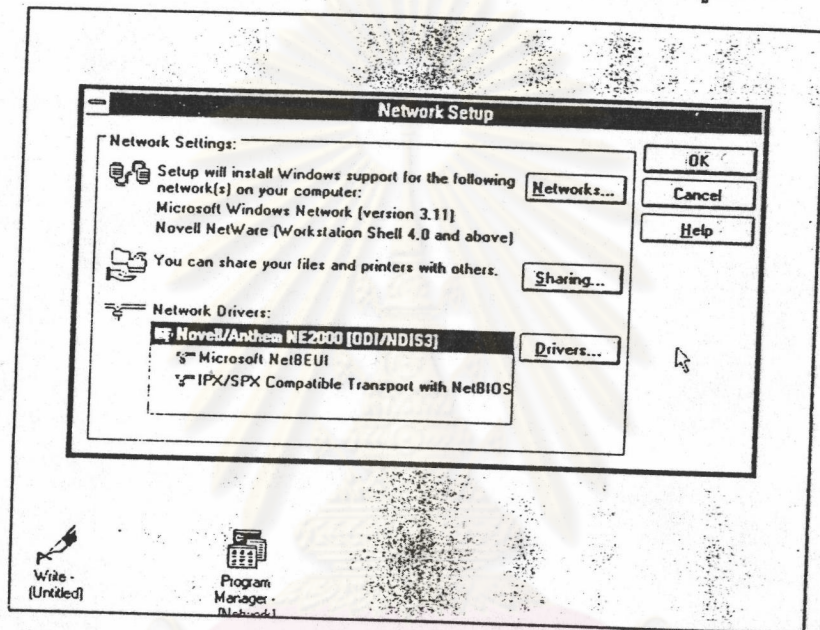 Network Setup
Network Settings:
Setup will install Windows support for the following
network(s) on your computer:
Microsoft Windows Network (version 3.11)
Novell NetWare (Workstation Shell 4.0 and above)
Networks...
You can share your files and printers with others.
Sharing...
Network Drivers:
Novell/Anthem NE2000 [ODI/NDIS3]
Microsoft NetBEUI
IPX/SPX Compatible Transport with NetBIOS
Drivers...
OK
Cancel
Help
Write -
(Untitled)
Program
Manager -
[Network]